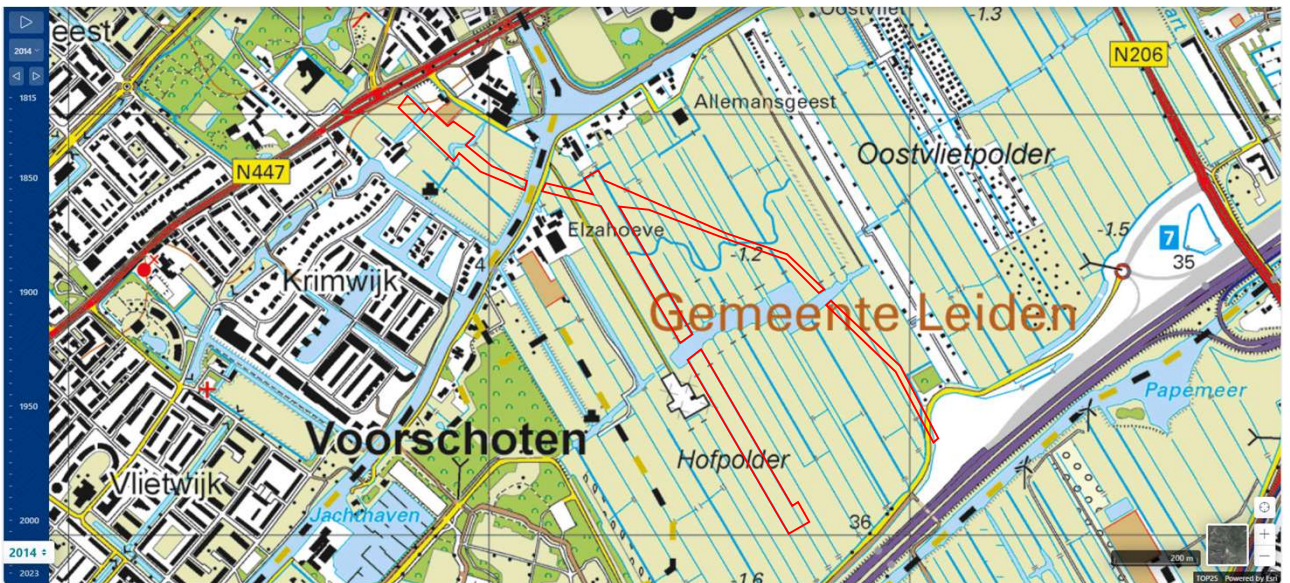 eest
Oostvliet
-1.3
art
N206
2014
1815
Allemansgeest
Oostvlietpolder
1850
N447
Elzahoeve
-1.5
7
35
-1.2
4
Krimwijk
1900
Gemeente Leiden
Papemeer
1950
Voorschoten
Hofpolder
Vlietwijk
Jachthaven
36
2000
2014
200 m
2023
-1.6
TOP25 Powered by Esri